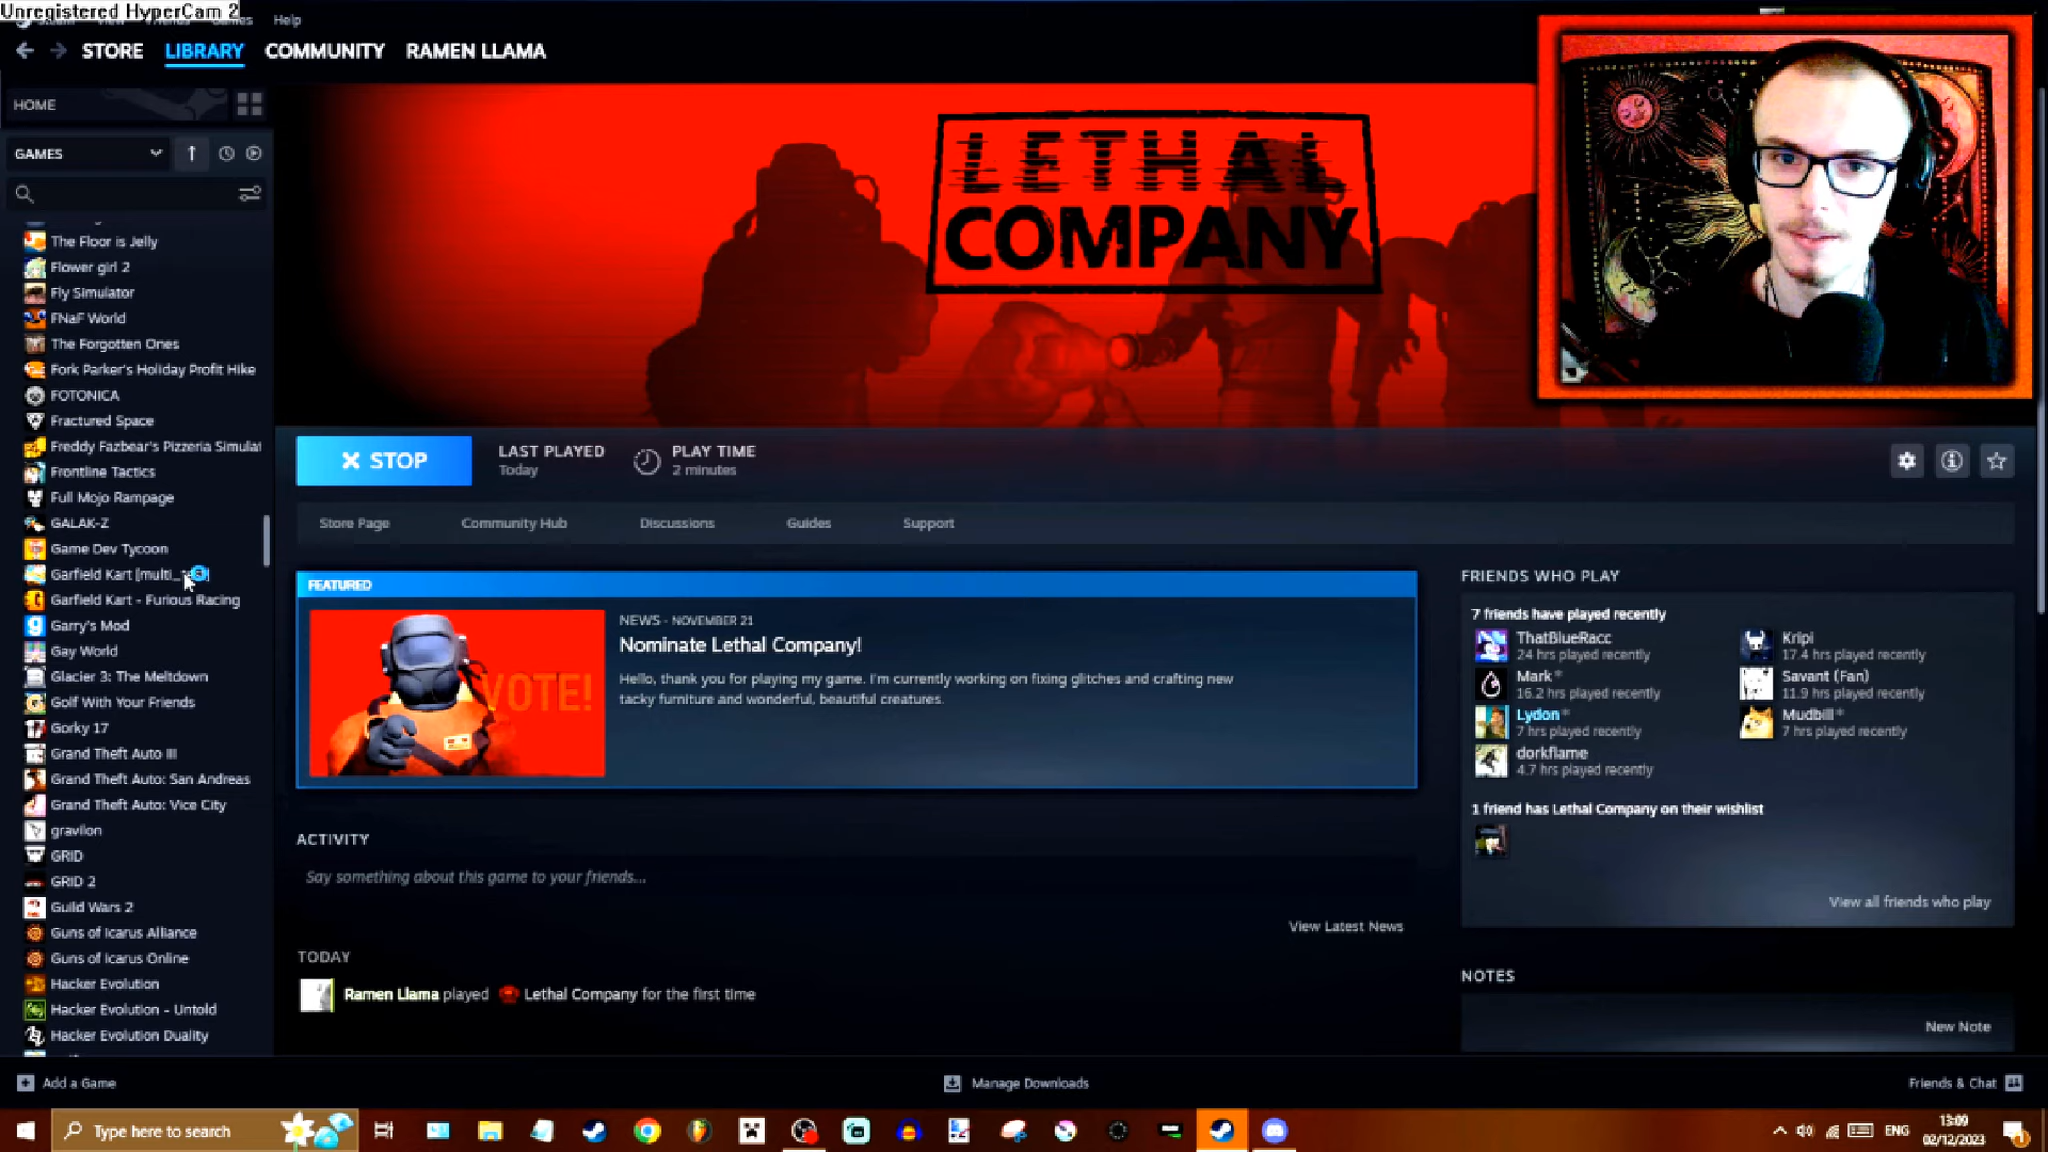 Unregistered HyperCam 2
Help
STORE LIBRARY COMMUNITY RAMEN LLAMA
HOME
GAMES
The Floor is Jelly
Flower girl 2
Fly Simulator
FNaF World
The Forgotten Ones
Fork Parker's Holiday Profit Hike
FOTONICA
Fractured Space
Freddy Fazbear's Pizzeria Simulat
Frontline Tactics
Full Mojo Rampage
GALAK-Z
Game Dev Tycoon
Garfield Kart [multi_
Garfield Kart - Furious Racing
Garry's Mod
Gay World
Glacier 3: The Meltdown
Golf With Your Friends
Gorky 17
Grand Theft Auto III
Grand Theft Auto: San Andreas
Grand Theft Auto: Vice City
gravilon
GRID
GRID 2
Guild Wars 2
Guns of Icarus Alliance
Guns of Icarus Online
Hacker Evolution
Hacker Evolution - Untold
Hacker Evolution Duality
Add a Game
LETHAL
COMPANY
STOP
LAST PLAYED
Today
PLAY TIME
2 minutes
Store Page Community Hub Discussions Guides Support
FEATURED
VOTE!
NEWS - NOVEMBER 21
Nominate Lethal Company!
Hello, thank you for playing my game. I'm currently working on fixing glitches and crafting new
tacky furniture and wonderful, beautiful creatures.
ACTIVITY
Say something about this game to your friends...
View Latest News
TODAY
Ramen Llama played Lethal Company for the first time
FRIENDS WHO PLAY
7 friends have played recently
ThatBlueRacc
24 hrs played recently
Kripi
17.4 hrs played recently
Mark *
16.2 hrs played recently
Savant (Fan)
11.9 hrs played recently
Lydon *
7 hrs played recently
Mudbill *
7 hrs played recently
dorkflame
4.7 hrs played recently
1 friend has Lethal Company on their wishlist
View all friends who play
NOTES
New Note
Manage Downloads
Friends & Chat
Type here to search
ENG
13:09
02/12/2023